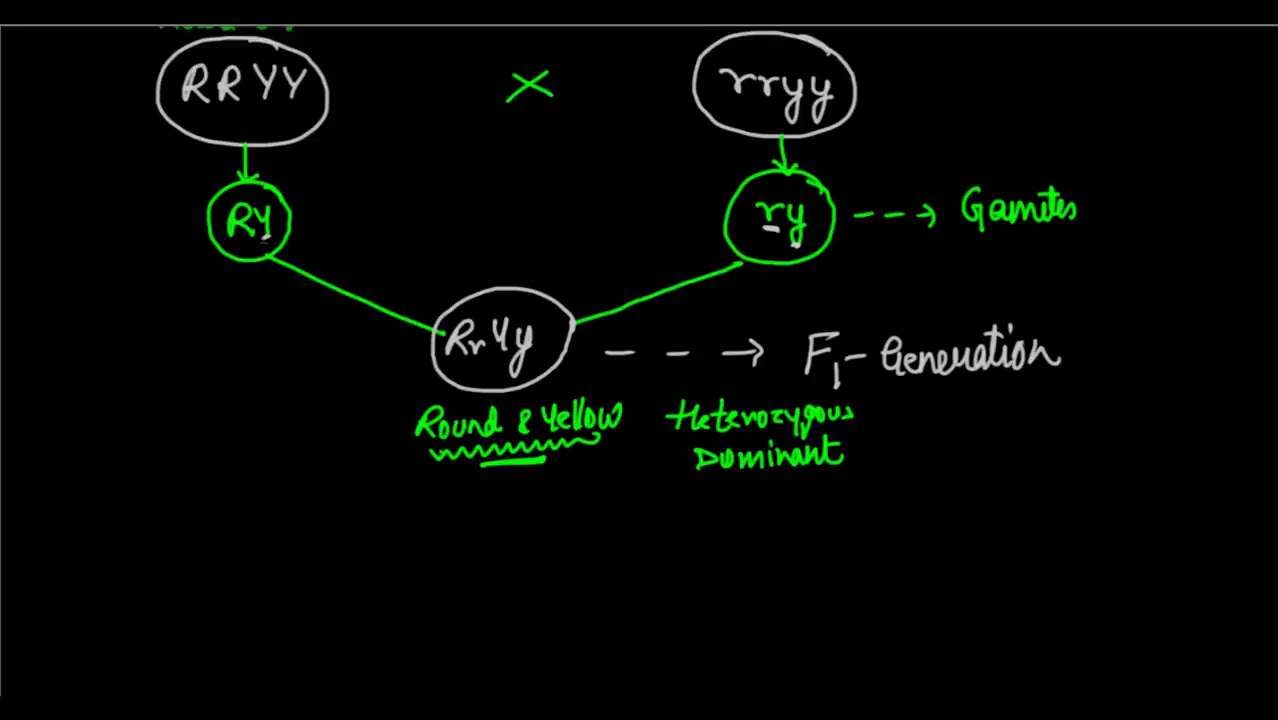 RRYY × rryy
RY ry Gametes
RrYy F1 - Generation
Round & Yellow Heterozygous
Dominant